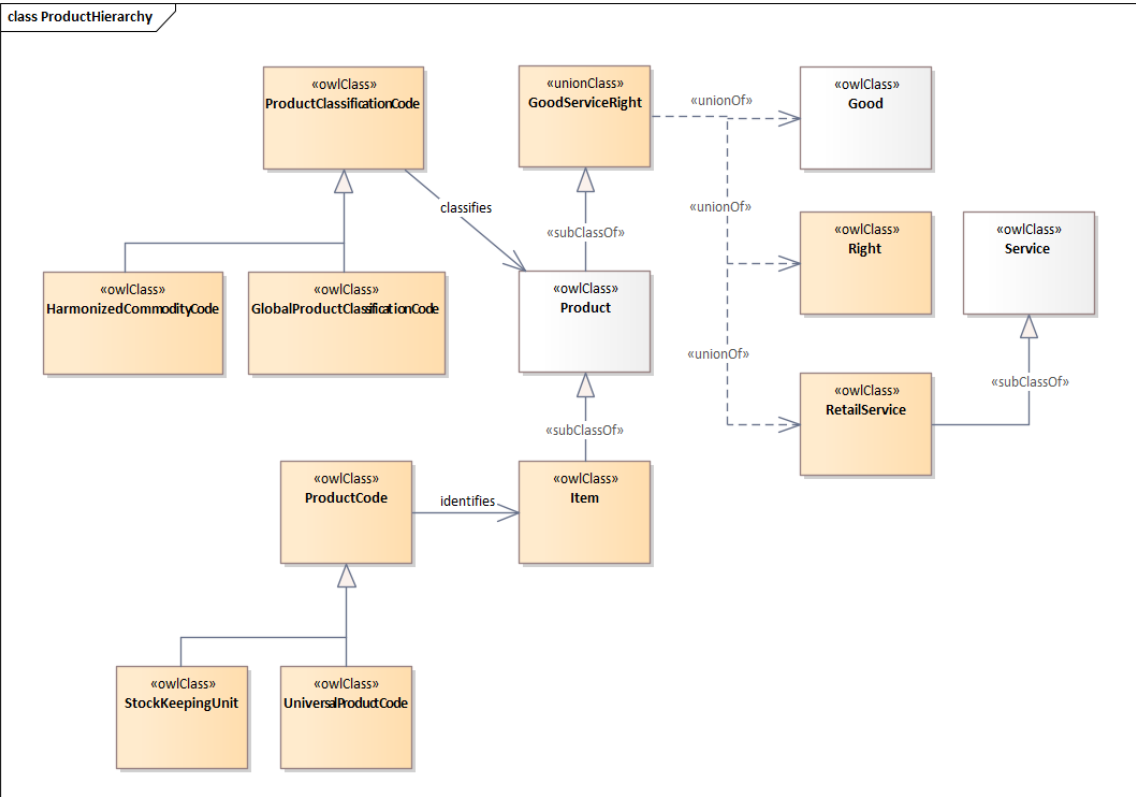 class ProductHierarchy
«owlClass»
ProductClassificationCode
«unionClass»
GoodServiceRight
«unionOf»
«owlClass»
Good
classifies
«unionOf»
«subClassOf»
«owlClass»
Right
«owlClass»
Service
«owlClass»
HarmonizedCommodityCode
«owlClass»
GlobalProductClassificationCode
«owlClass»
Product
«unionOf»
«subClassOf»
«owlClass»
RetailService
«subClassOf»
«owlClass»
ProductCode
identifies
«owlClass»
Item
«owlClass»
StockKeepingUnit
«owlClass»
UniversalProductCode